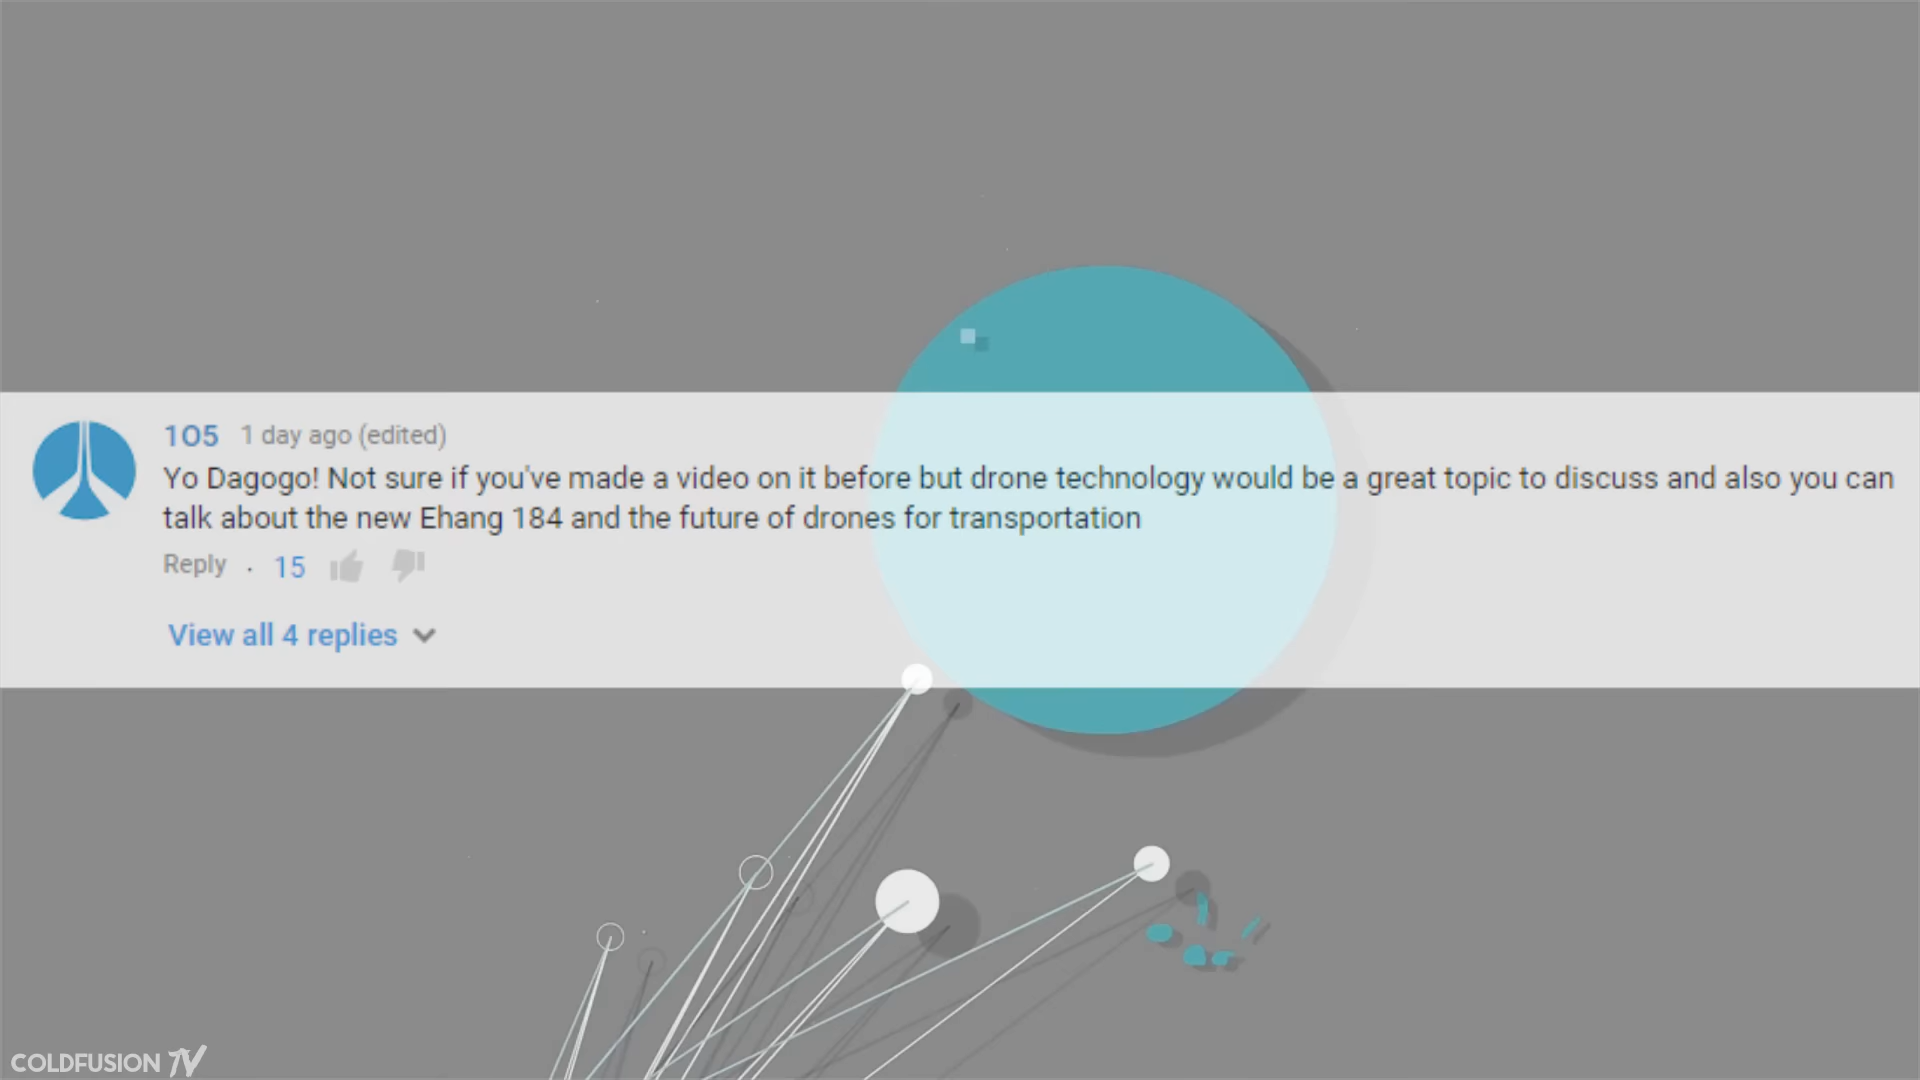 1O5 1 day ago (edited)
Yo Dagogo! Not sure if you've made a video on it before but drone technology would be a great topic to discuss and also you can
talk about the new Ehang 184 and the future of drones for transportation
Reply · 15
View all 4 replies
COLDFUSION TV